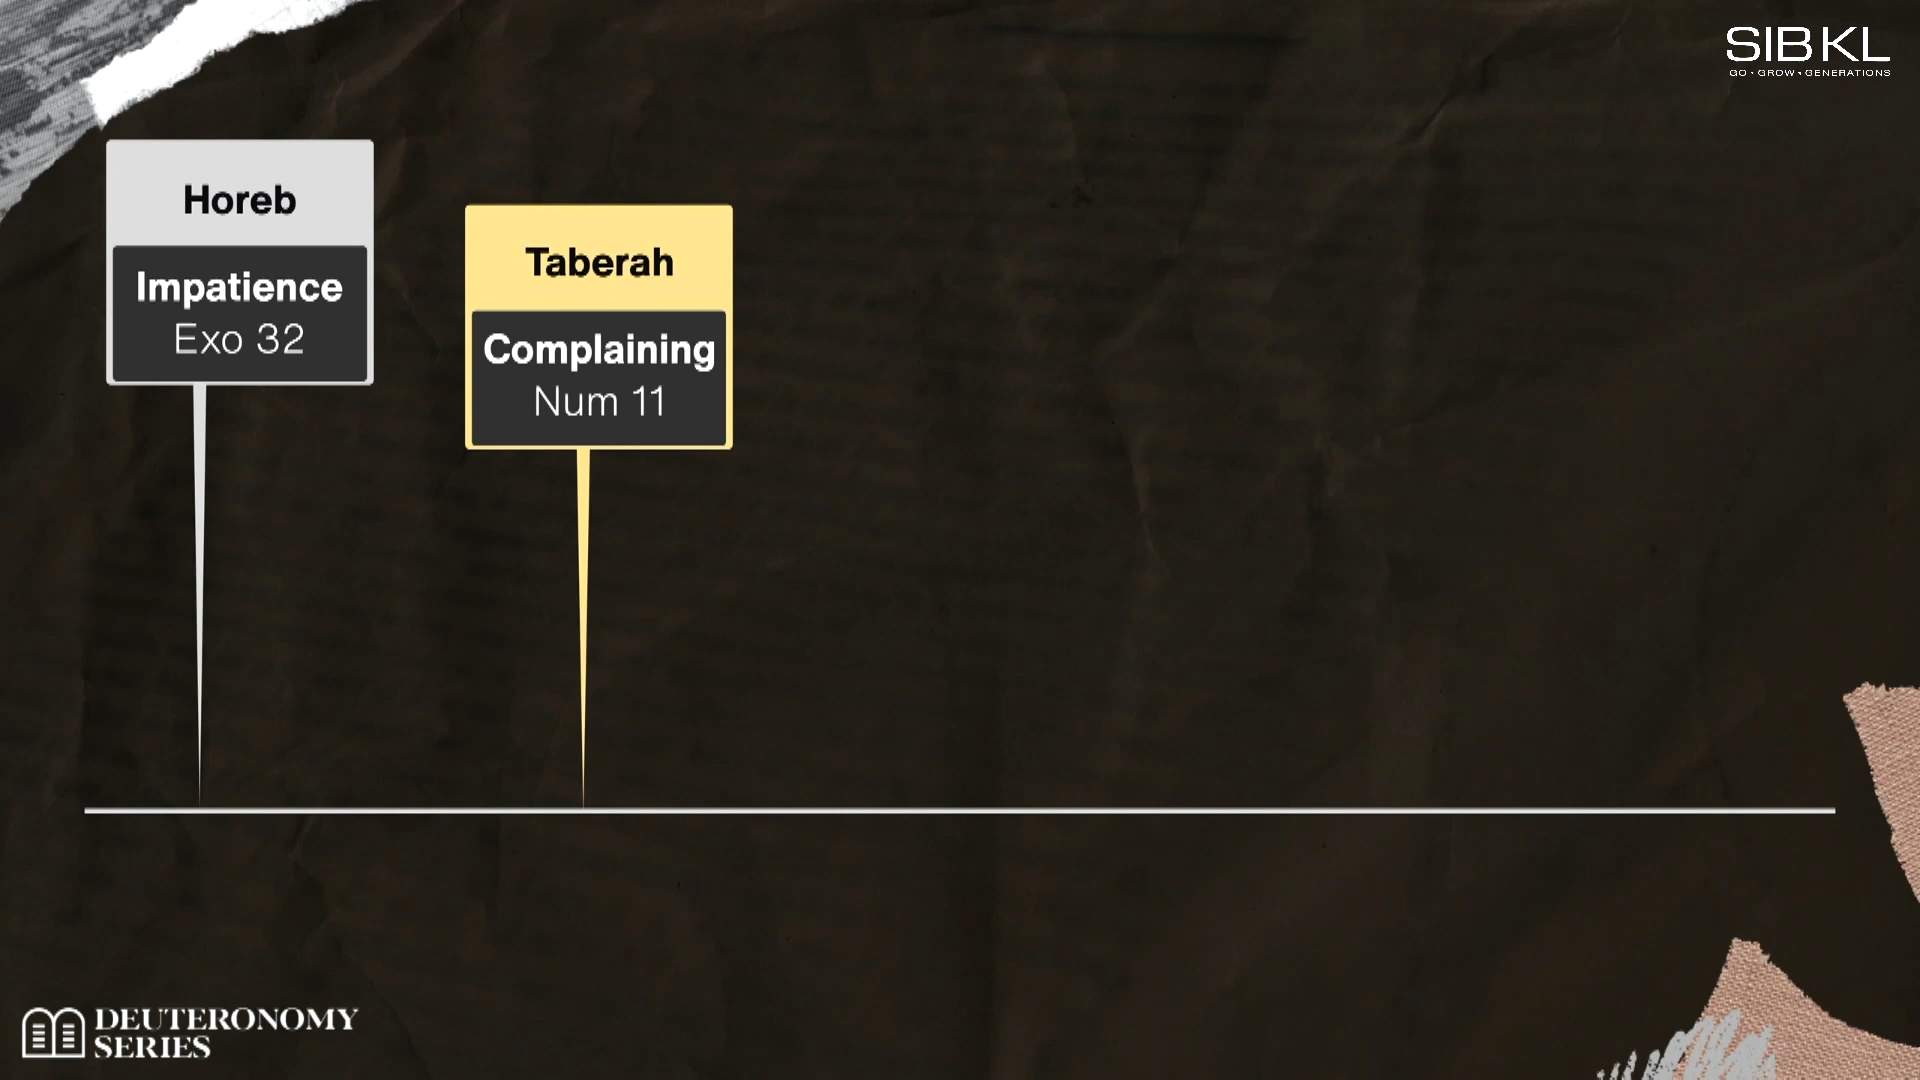 SIBKL
GO • GROW • GENERATIONS
Horeb
Impatience
Exo 32
Taberah
Complaining
Num 11
DEUTERONOMY
SERIES